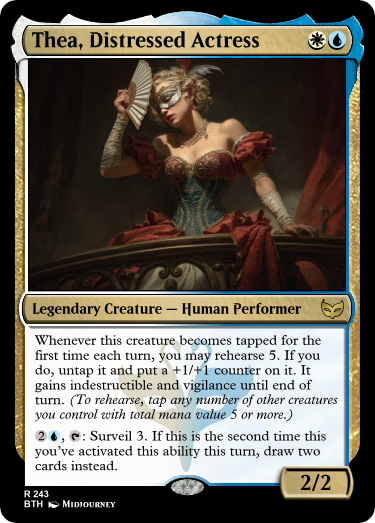 Thea, Distressed Actress
Legendary Creature — Human Performer
Whenever this creature becomes tapped for the
first time each turn, you may rehearse 5. If you
do, untap it and put a +1/+1 counter on it. It
gains indestructible and vigilance until end of
turn. (To rehearse, tap any number of other creatures
you control with total mana value 5 or more.)
2, : Surveil 3. If this is the second time this
you've activated this ability this turn, draw two
cards instead.
2/2
R 243
BTH Midjourney